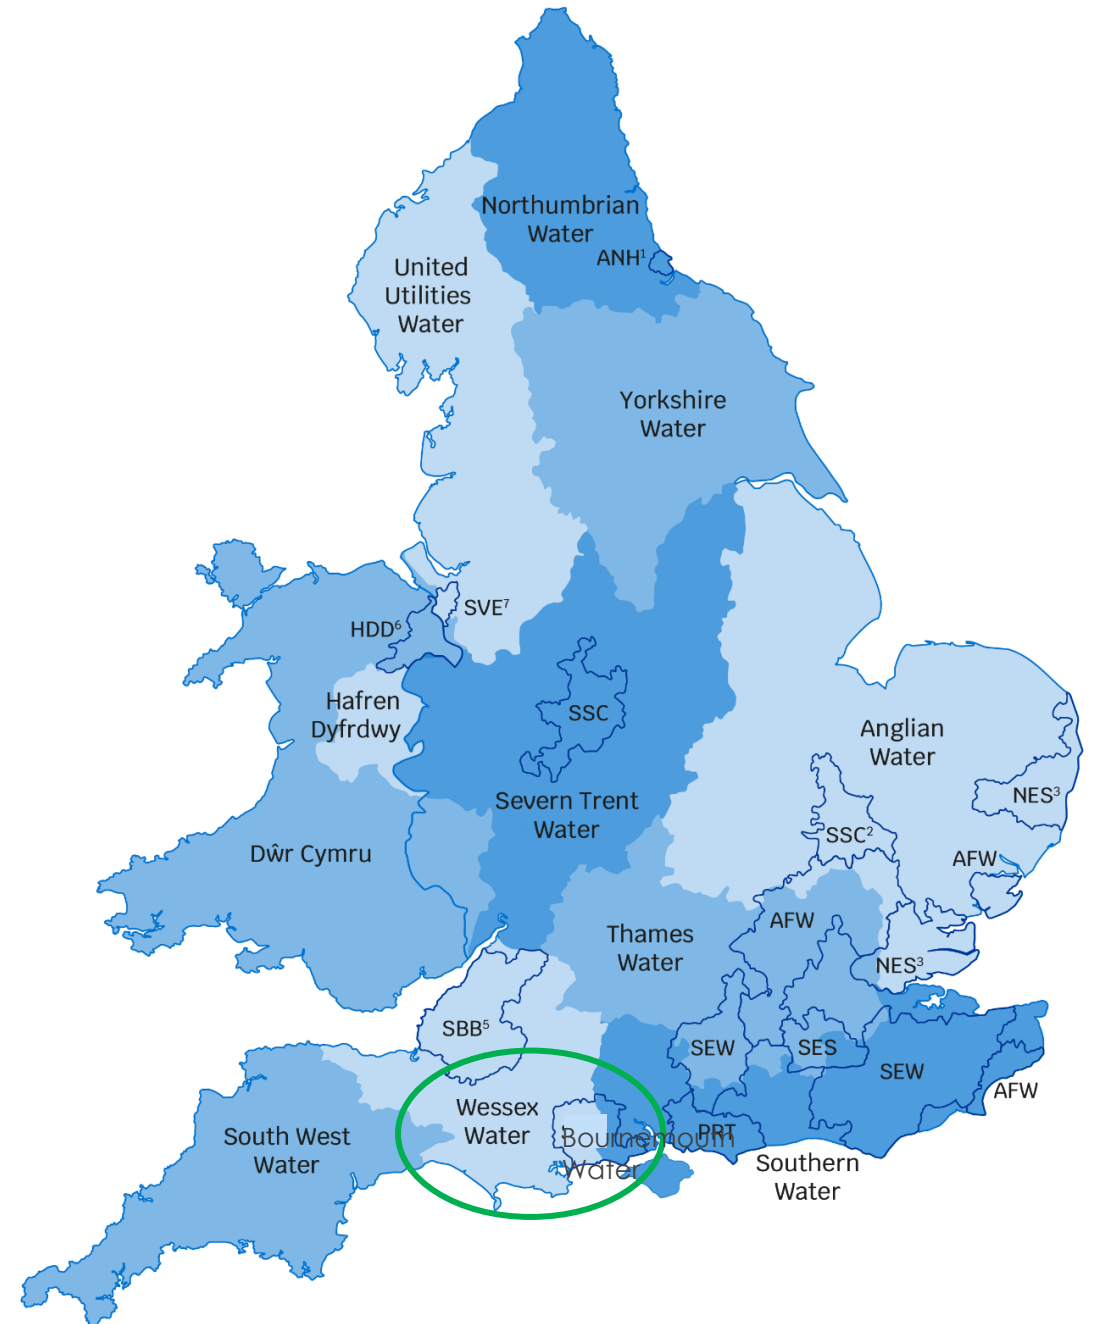 Northumbrian
Water
ANH¹
United
Utilities
Water
Yorkshire
Water
SVE⁷
HDD⁶
Hafren
Dyfrdwy
SSC
Anglian
Water
NES³
Severn Trent
Water
SSC²
Dŵr Cymru
AFW
AFW
Thames
Water
NES³
SBB⁵
SEW
SES
SEW
AFW
Wessex
Water
South West
Water
PRT
Bournemouth
Water
Southern
Water